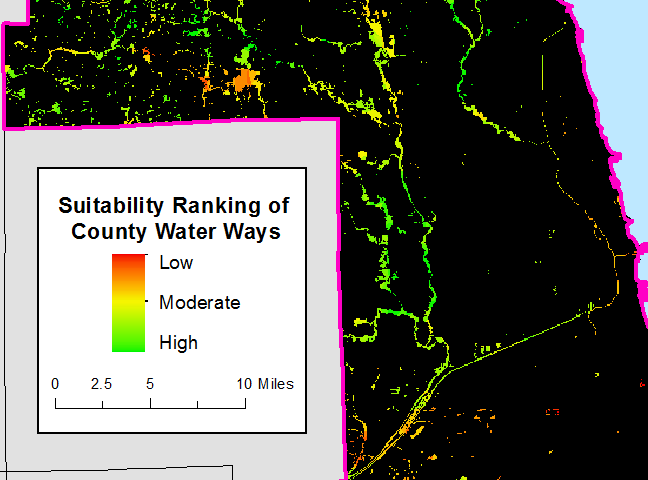 Suitability Ranking of
County Water Ways
Low
Moderate
High
0 2.5 5 10 Miles